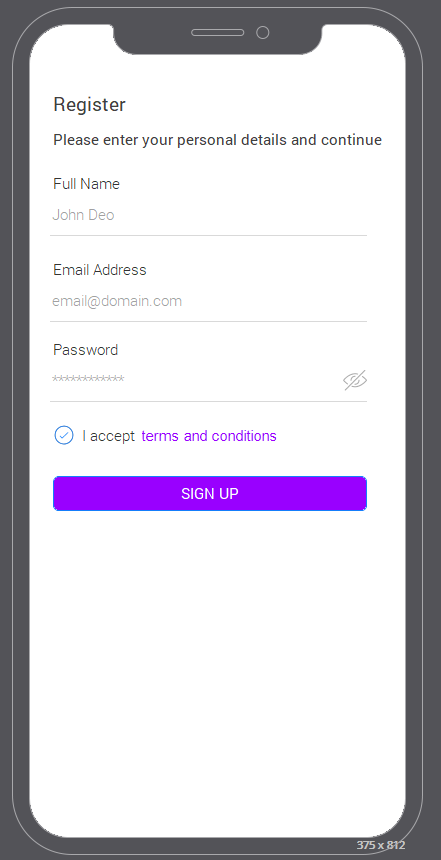 Register
Please enter your personal details and continue
Full Name
John Deo
Email Address
email@domain.com
Password
************
I accept terms and conditions
SIGN UP
375 x 812